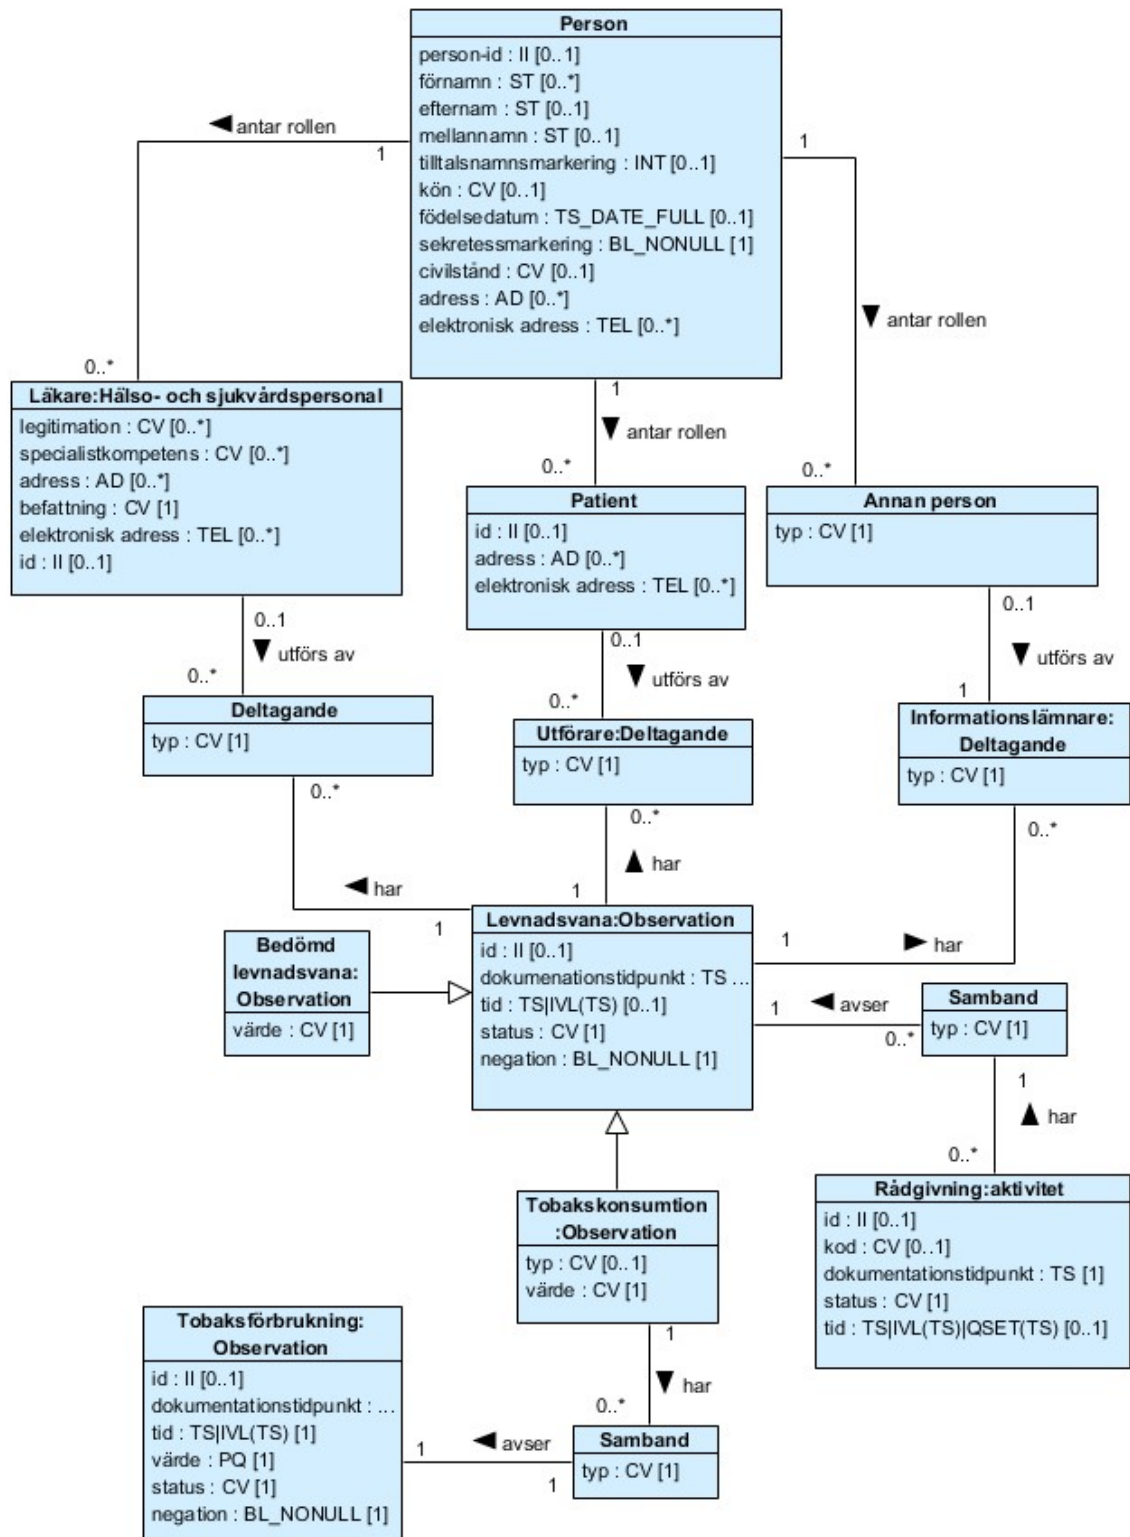 Person
person-id : II [0..1]
förnamn : ST [0..*]
efternam : ST [0..1]
mellannamn : ST [0..1]
tilltalsnamnsmarkering : INT [0..1]
kön : CV [0..1]
födelsedatum : TS_DATE_FULL [0..1]
sekretessmarkering : BL_NONULL [1]
civilstånd : CV [0..1]
adress : AD [0..*]
elektronisk adress : TEL [0..*]
antar rollen
1
0..*
1
antar rollen
0..*
1
antar rollen
0..*
Läkare:Hälso- och sjukvårdspersonal
legitimation : CV [0..*]
specialistkompetens : CV [0..*]
adress : AD [0..*]
befattning : CV [1]
elektronisk adress : TEL [0..*]
id : II [0..1]
Patient
id : II [0..1]
adress : AD [0..*]
elektronisk adress : TEL [0..*]
Annan person
typ : CV [1]
0..1
utförs av
0..*
0..1
utförs av
0..*
0..1
utförs av
1
Deltagande
typ : CV [1]
Utförare:Deltagande
typ : CV [1]
Informationslämnare:
Deltagande
typ : CV [1]
0..*
har
1
0..*
har
1
0..*
1
har
Bedömd
levnadsvana:
Observation
värde : CV [1]
Levnadsvana:Observation
id : II [0..1]
dokumenationstidpunkt : TS ...
tid : TS|IVL(TS) [0..1]
status : CV [1]
negation : BL_NONULL [1]
1
avser
0..*
Samband
typ : CV [1]
1
har
0..*
Rådgivning:aktivitet
id : II [0..1]
kod : CV [0..1]
dokumentationstidpunkt : TS [1]
status : CV [1]
tid : TS|IVL(TS)|QSET(TS) [0..1]
Tobakskonsumtion
:Observation
typ : CV [0..1]
värde : CV [1]
1
har
0..*
Tobaksförbrukning:
Observation
id : II [0..1]
dokumentationstidpunkt : ...
tid : TS|IVL(TS) [1]
värde : PQ [1]
status : CV [1]
negation : BL_NONULL [1]
1
avser
1
Samband
typ : CV [1]